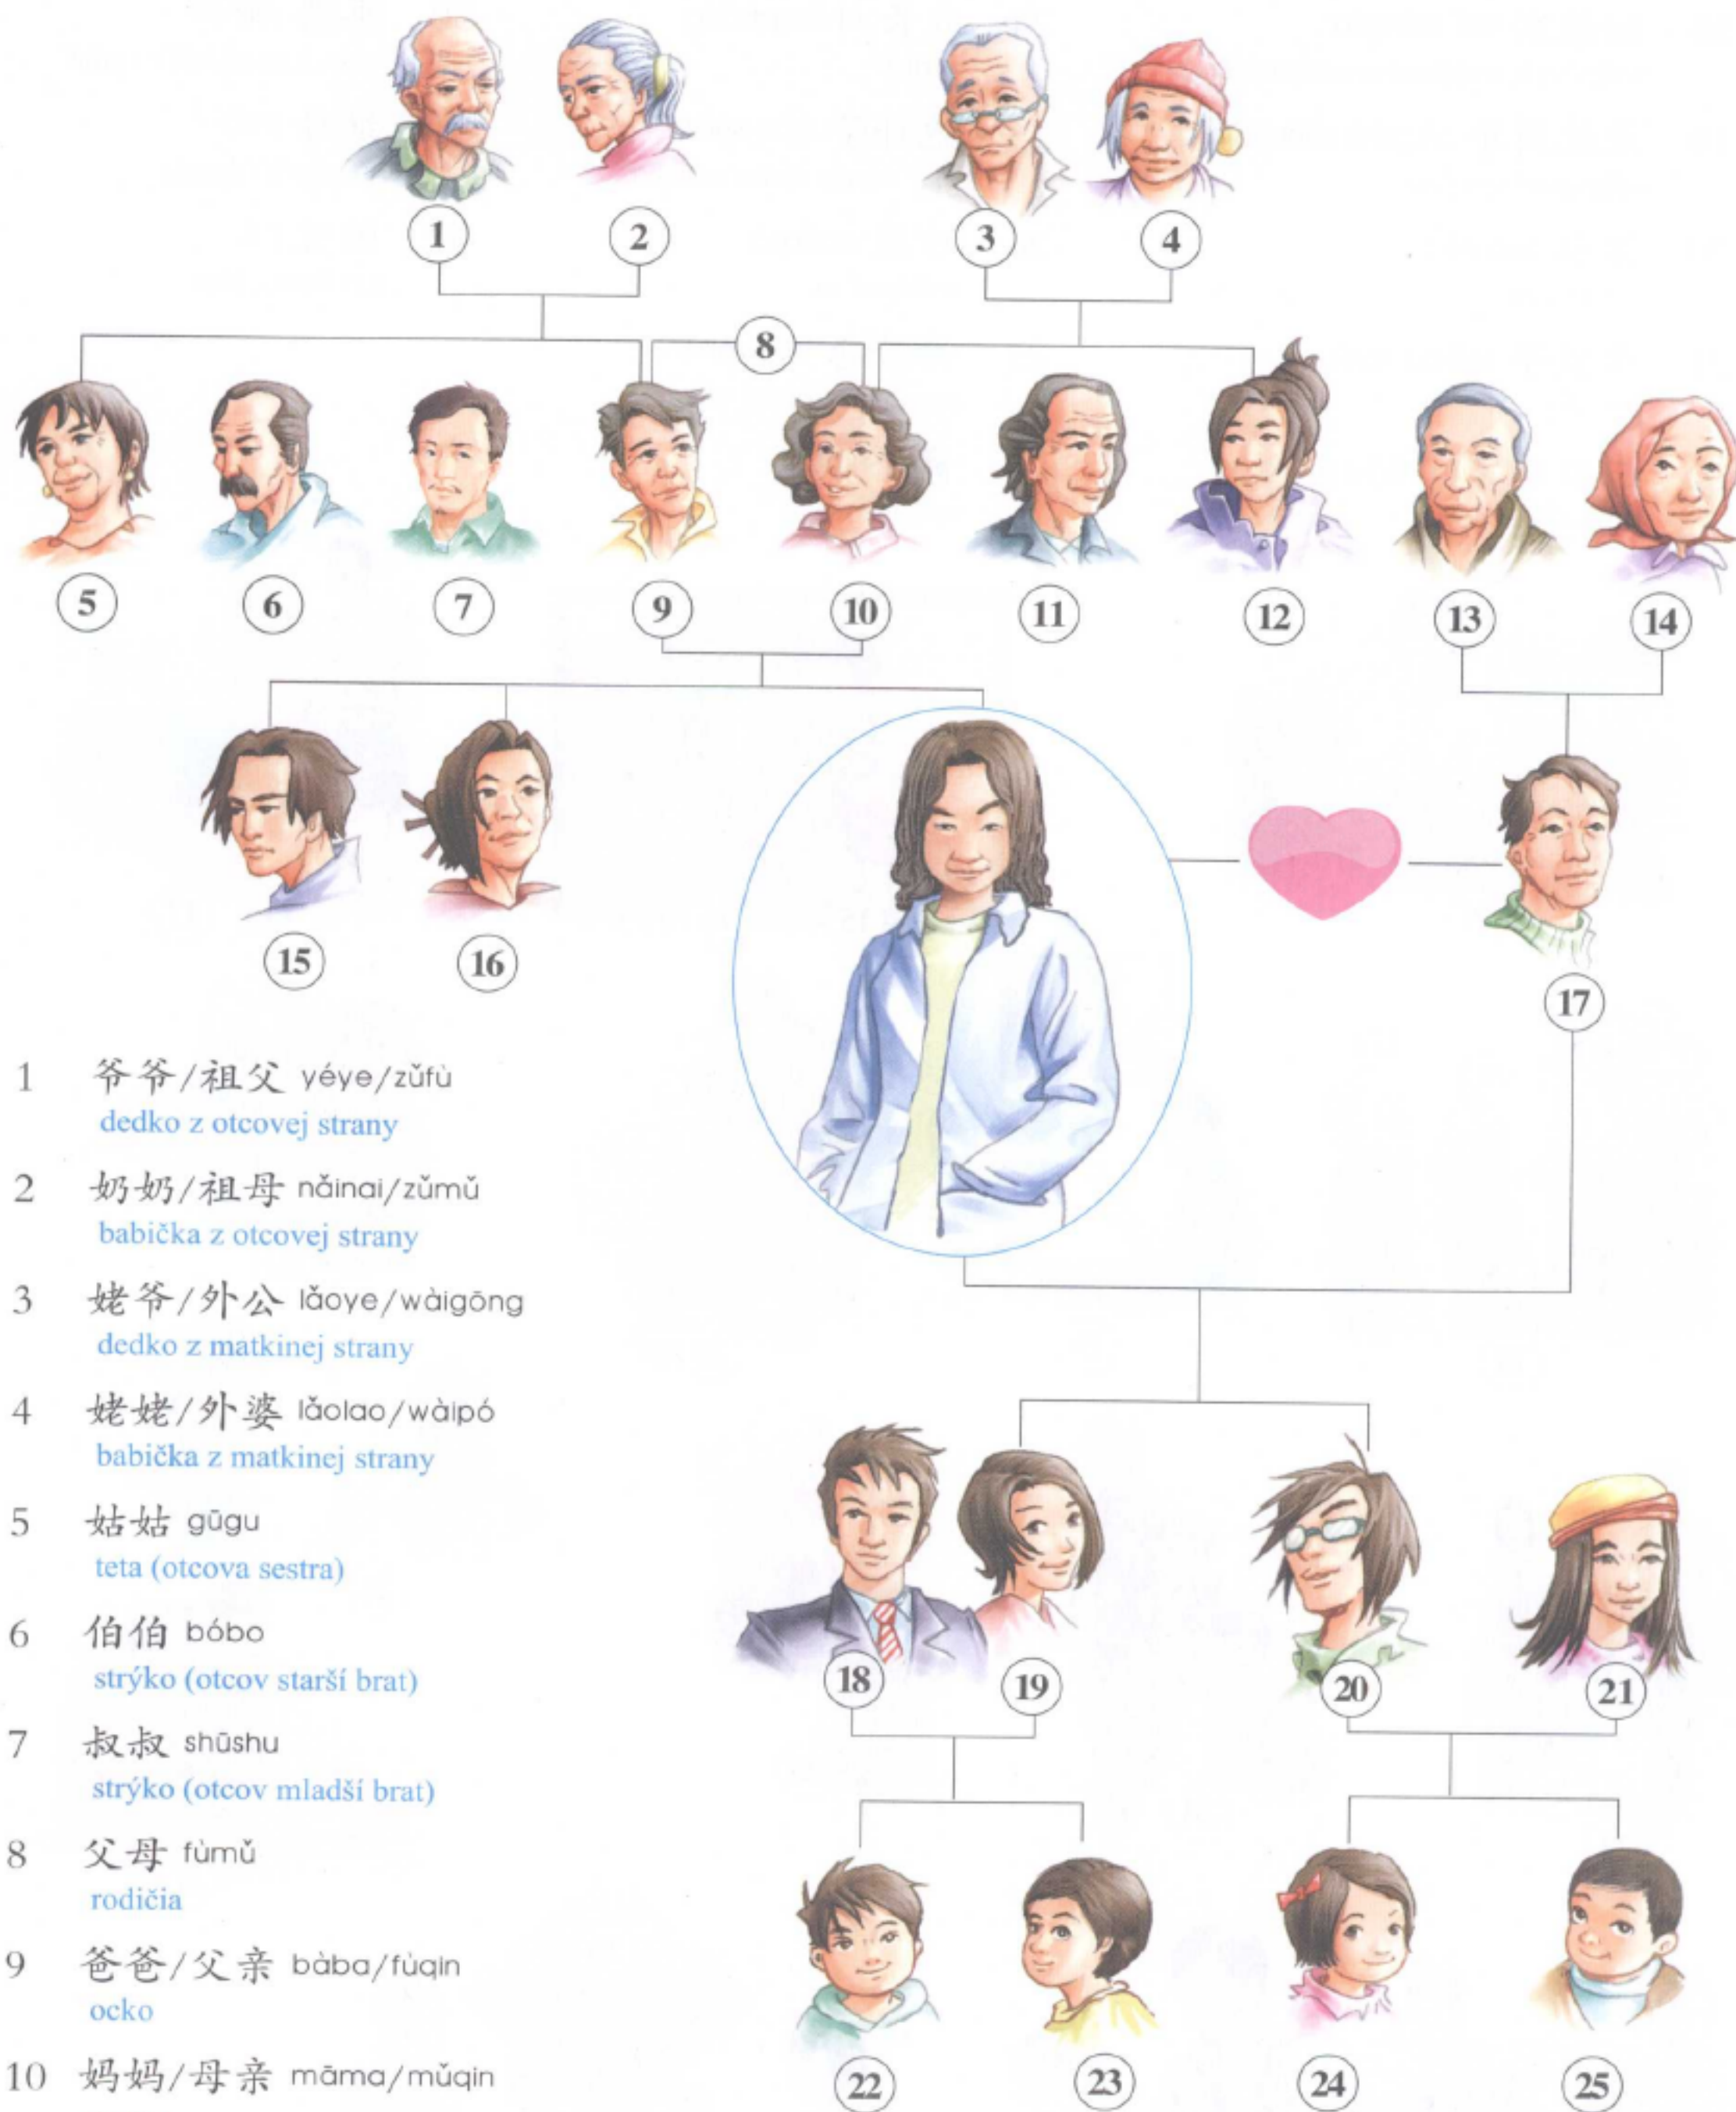 1
2
3
4
8
5
6
7
9
10
11
12
13
14
15
16
17
1 爷爷/祖父 yéye/zǔfù
dedko z otcovej strany
2 奶奶/祖母 nǎinai/zǔmǔ
babička z otcovej strany
3 姥爷/外公 lǎoye/wàigōng
dedko z matkinej strany
4 姥姥/外婆 lǎolao/wàipó
babička z matkinej strany
5 姑姑 gūgu
teta (otcova sestra)
6 伯伯 bóbo
strýko (otcov starší brat)
7 叔叔 shūshu
strýko (otcov mladší brat)
8 父母 fùmǔ
rodičia
9 爸爸/父亲 bàba/fùqin
ocko
10 妈妈/母亲 māma/mǔqin
18
19
20
21
22
23
24
25